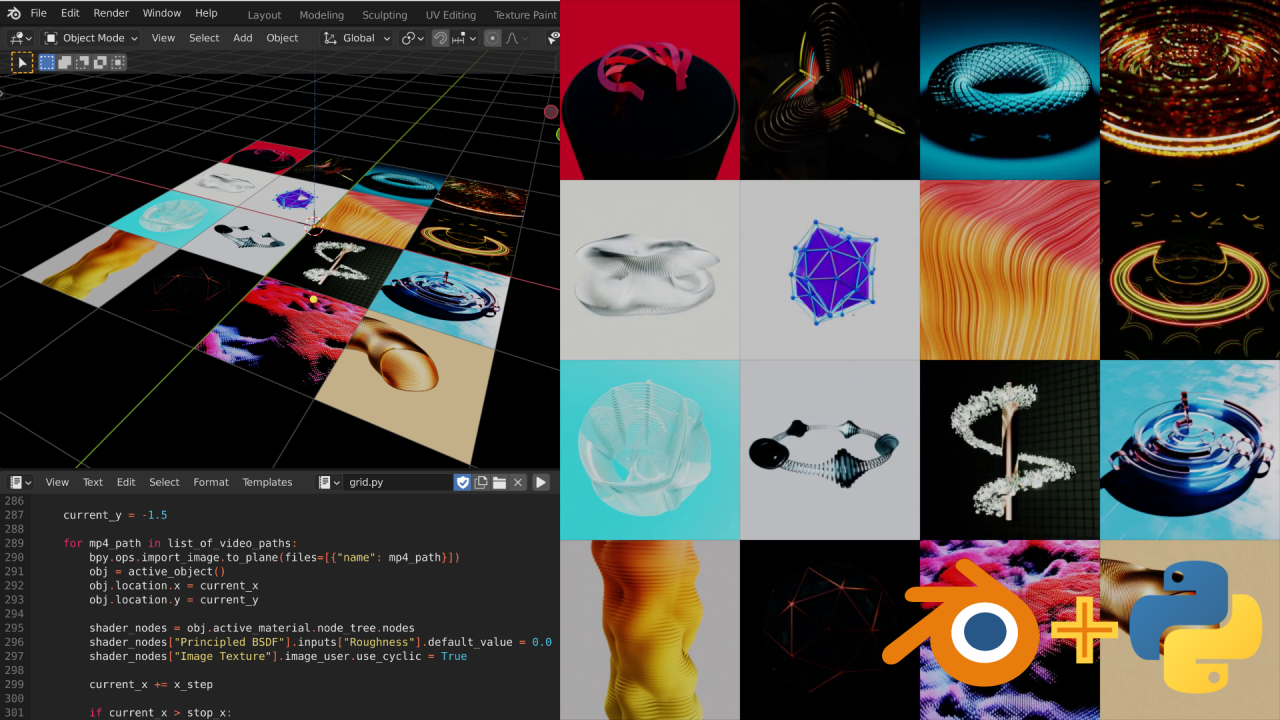 File Edit Render Window Help Layout Modeling Sculpting UV Editing Texture Paint
Object Mode View Select Add Object Global
View Text Edit Select Format Templates grid.py
286
287 current_y = -1.5
288
289 for mp4_path in list_of_video_paths:
290 bpy.ops.import_image.to_plane(files=[{"name": mp4_path}])
291 obj = active_object()
292 obj.location.x = current_x
293 obj.location.y = current_y
294
295 shader_nodes = obj.active_material.node_tree.nodes
296 shader_nodes["Principled BSDF"].inputs["Roughness"].default_value = 0.0
297 shader_nodes["Image Texture"].image_user.use_cyclic = True
298
299 current_x += x_step
300
301 if current_x > stop_x: